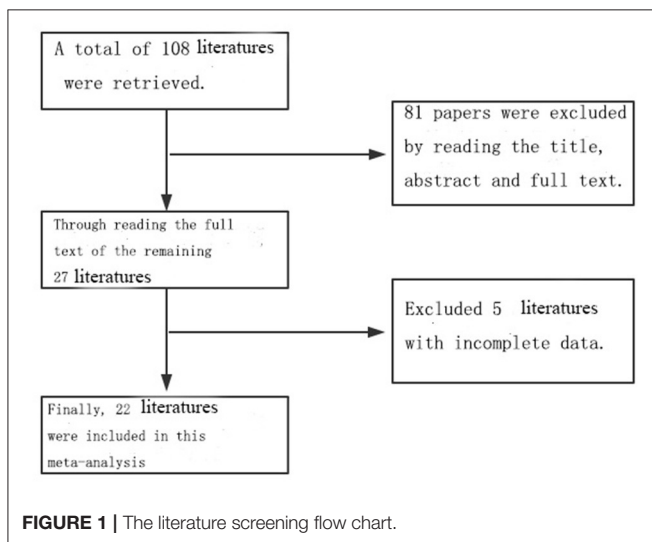 A total of 108 literatures
were retrieved.
81 papers were excluded
by reading the title,
abstract and full text.
Through reading the full
text of the remaining
27 literatures
Excluded 5 literatures
with incomplete data.
Finally, 22 literatures
were included in this
meta-analysis
FIGURE 1 | The literature screening flow chart.